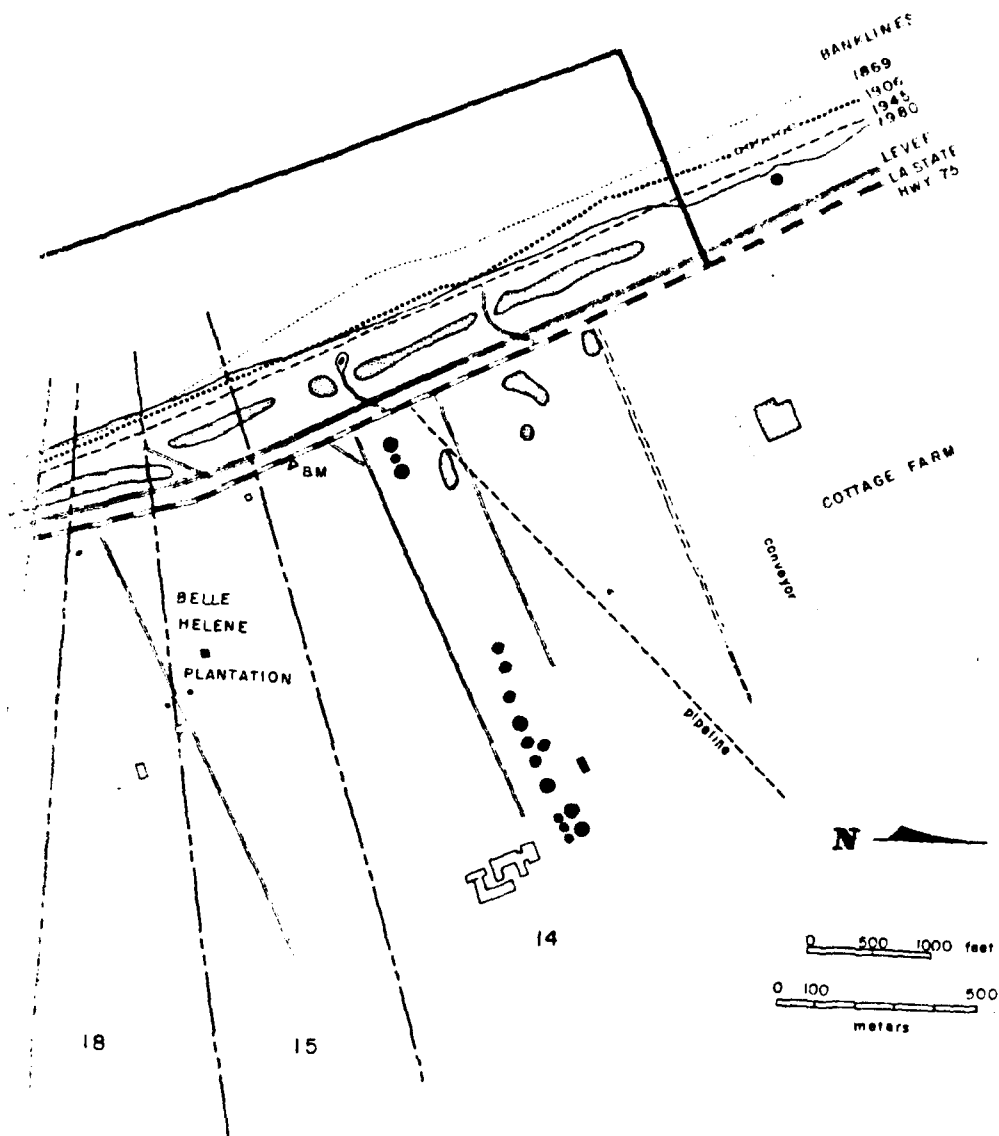 BANKLINES
1869
1906
1945
1980
LEVEE
LA STATE
HWY 75
BM
COTTAGE FARM
conveyor
BELLE
HELENE
PLANTATION
pipeline
N
14
0 500 1000 feet
0 100 500
meters
18
15